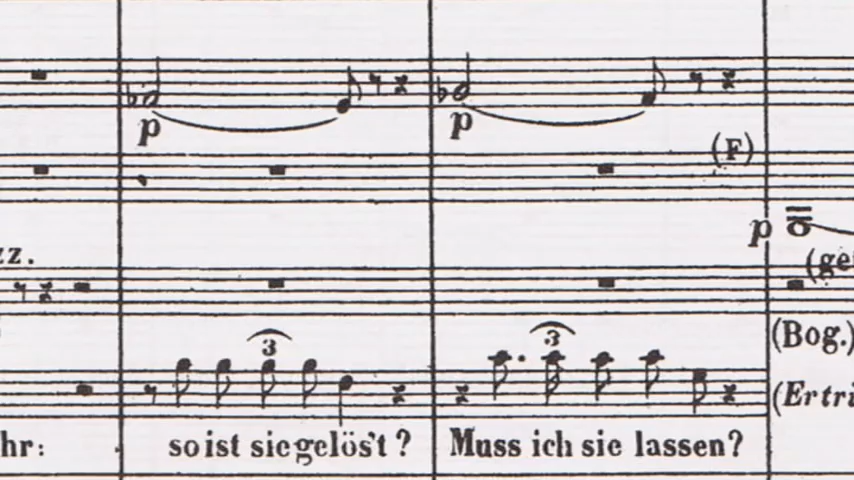 p p
(F)
p
zz.
(ge
3 3
(Bog.)
(Ertri
hr: so ist sie gelös't? Muss ich sie lassen?